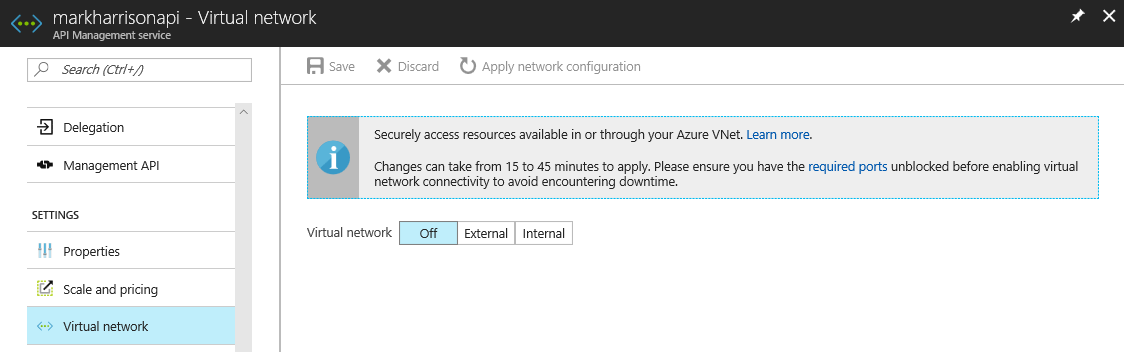 markharrisonapi - Virtual network
API Management service
Search (Ctrl+/)
Delegation
Management API
SETTINGS
Properties
Scale and pricing
Virtual network
Save Discard Apply network configuration
Securely access resources available in or through your Azure VNet. Learn more.
Changes can take from 15 to 45 minutes to apply. Please ensure you have the required ports unblocked before enabling virtual
network connectivity to avoid encountering downtime.
Virtual network Off External Internal